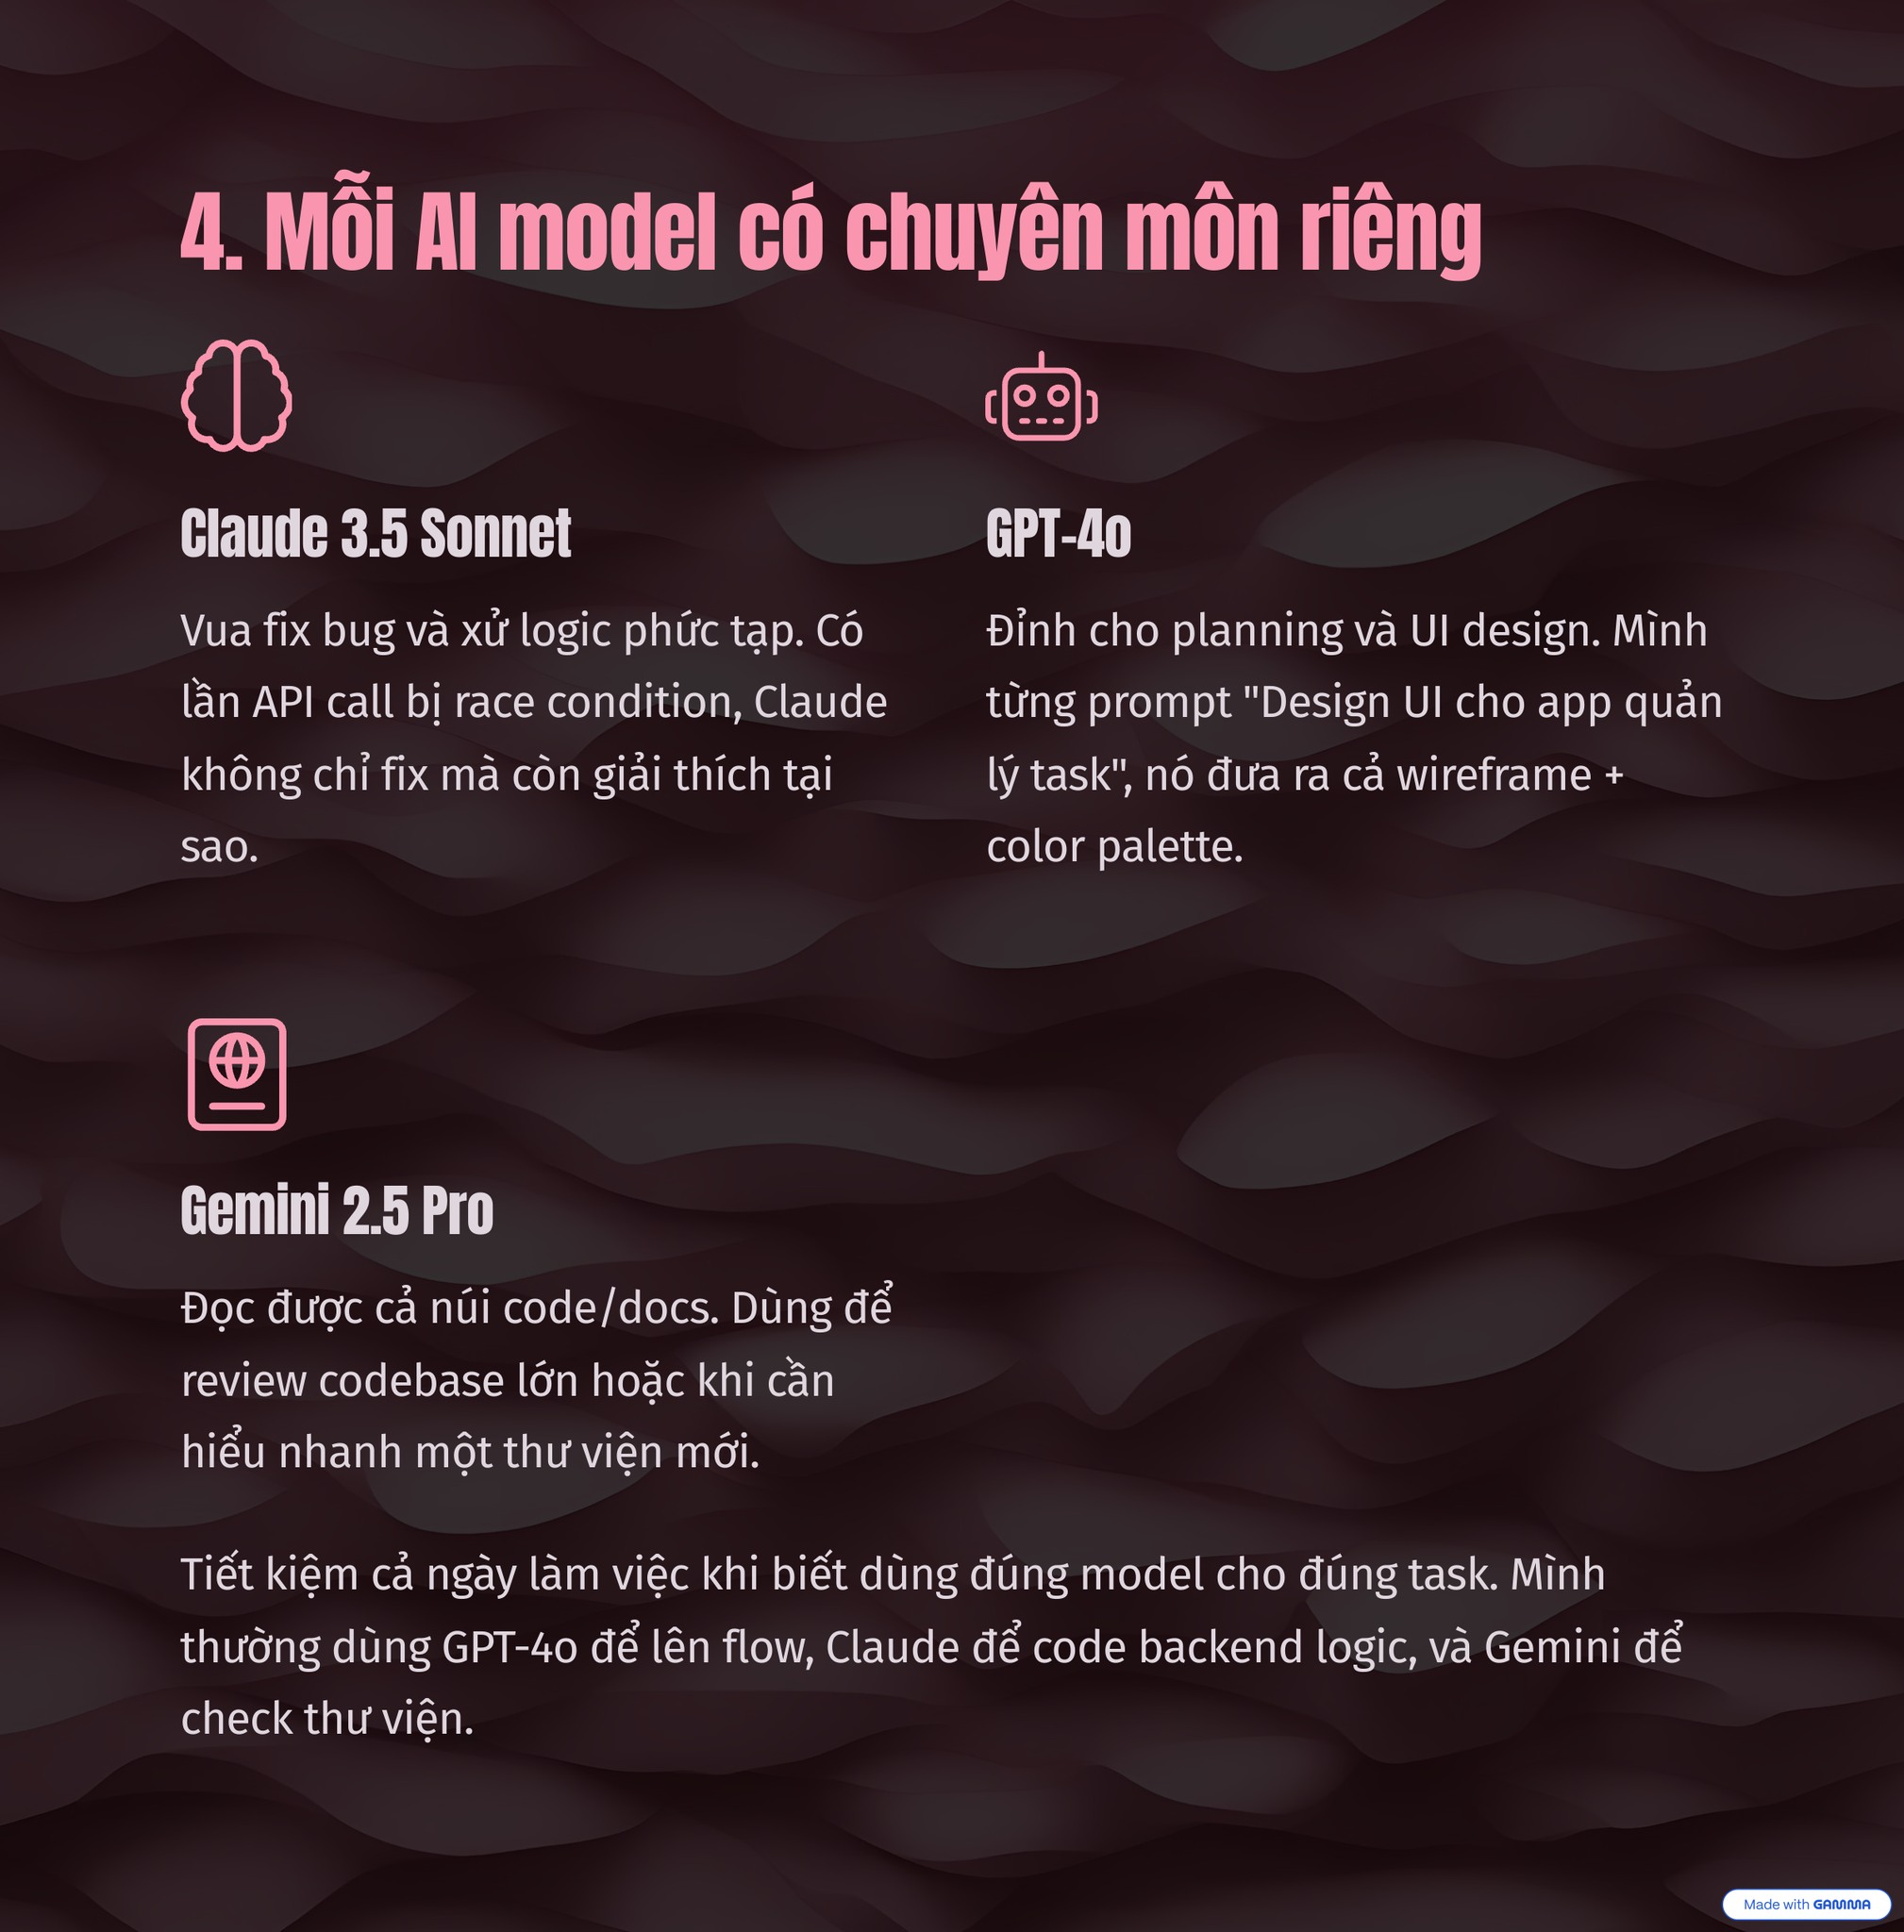 4. Mỗi AI model có chuyên môn riêng
Claude 3.5 Sonnet
Vua fix bug và xử logic phức tạp. Có
lần API call bị race condition, Claude
không chỉ fix mà còn giải thích tại
sao.
GPT-4o
Đỉnh cho planning và UI design. Mình
từng prompt "Design UI cho app quản
lý task", nó đưa ra cả wireframe +
color palette.
Gemini 2.5 Pro
Đọc được cả núi code/docs. Dùng để
review codebase lớn hoặc khi cần
hiểu nhanh một thư viện mới.
Tiết kiệm cả ngày làm việc khi biết dùng đúng model cho đúng task. Mình
thường dùng GPT-4o để lên flow, Claude để code backend logic, và Gemini để
check thư viện.
Made with GAMMA